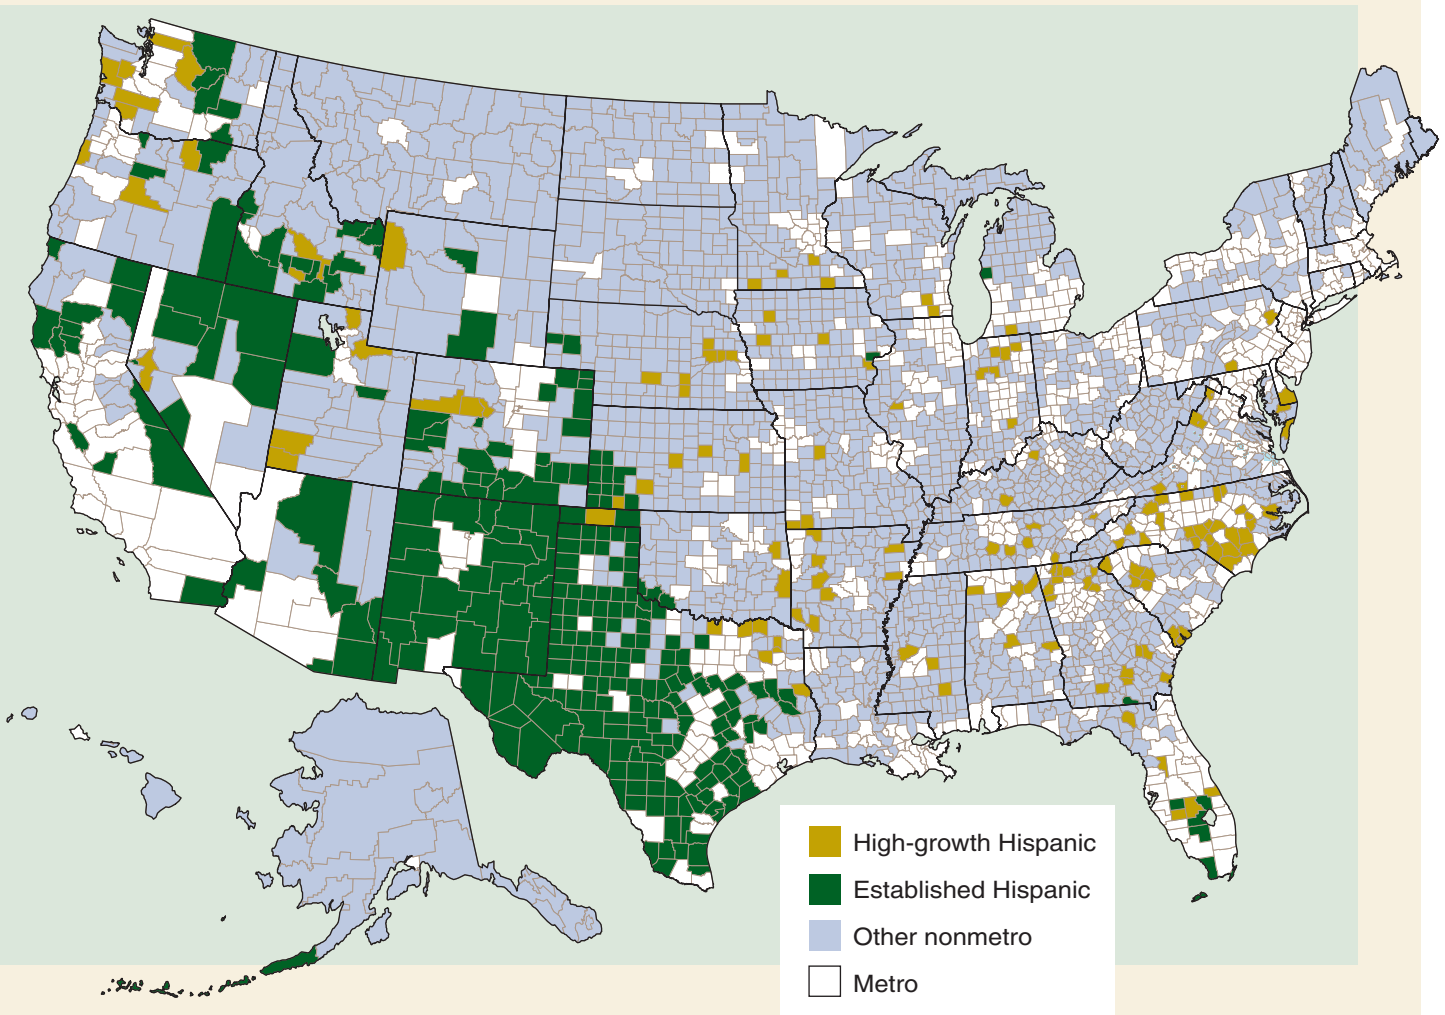 High-growth Hispanic
Established Hispanic
Other nonmetro
Metro